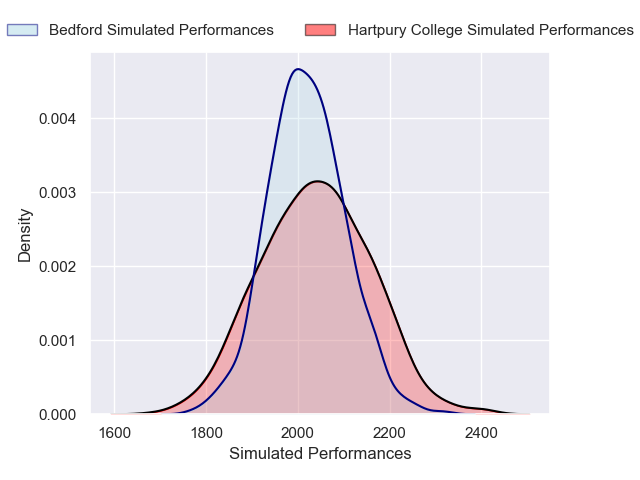 Bedford Simulated Performances
Hartpury College Simulated Performances
Density
0.004
0.003
0.002
0.001
0.000
1600 1800 2000 2200 2400
Simulated Performances